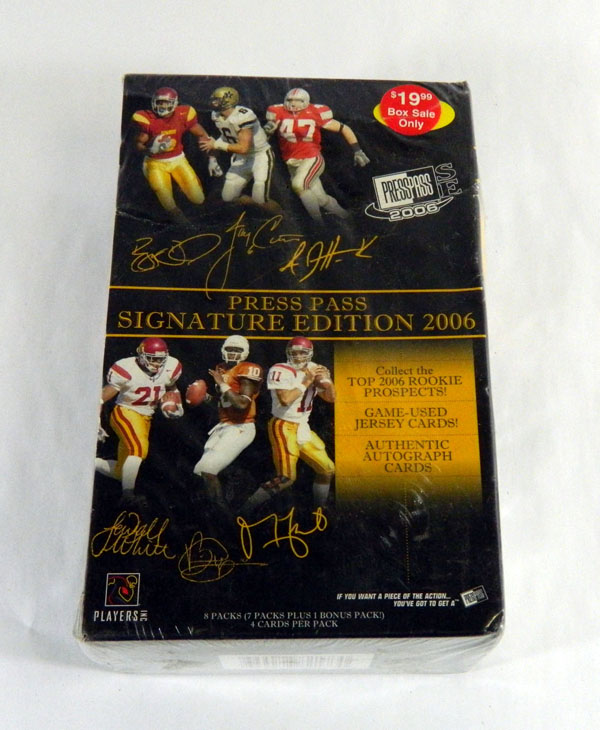 $19.99
Box Sale
Only
6
47
PRESS PASS SE
2006
PRESS PASS
SIGNATURE EDITION 2006
21
10
11
11
Collect the
TOP 2006 ROOKIE
PROSPECTS!
GAME-USED
JERSEY CARDS!
AUTHENTIC
AUTOGRAPH
CARDS
PLAYERS INC
IF YOU WANT A PIECE OF THE ACTION...
YOU'VE GOT TO GET A
8 PACKS (7 PACKS PLUS 1 BONUS PACK!)
4 CARDS PER PACK